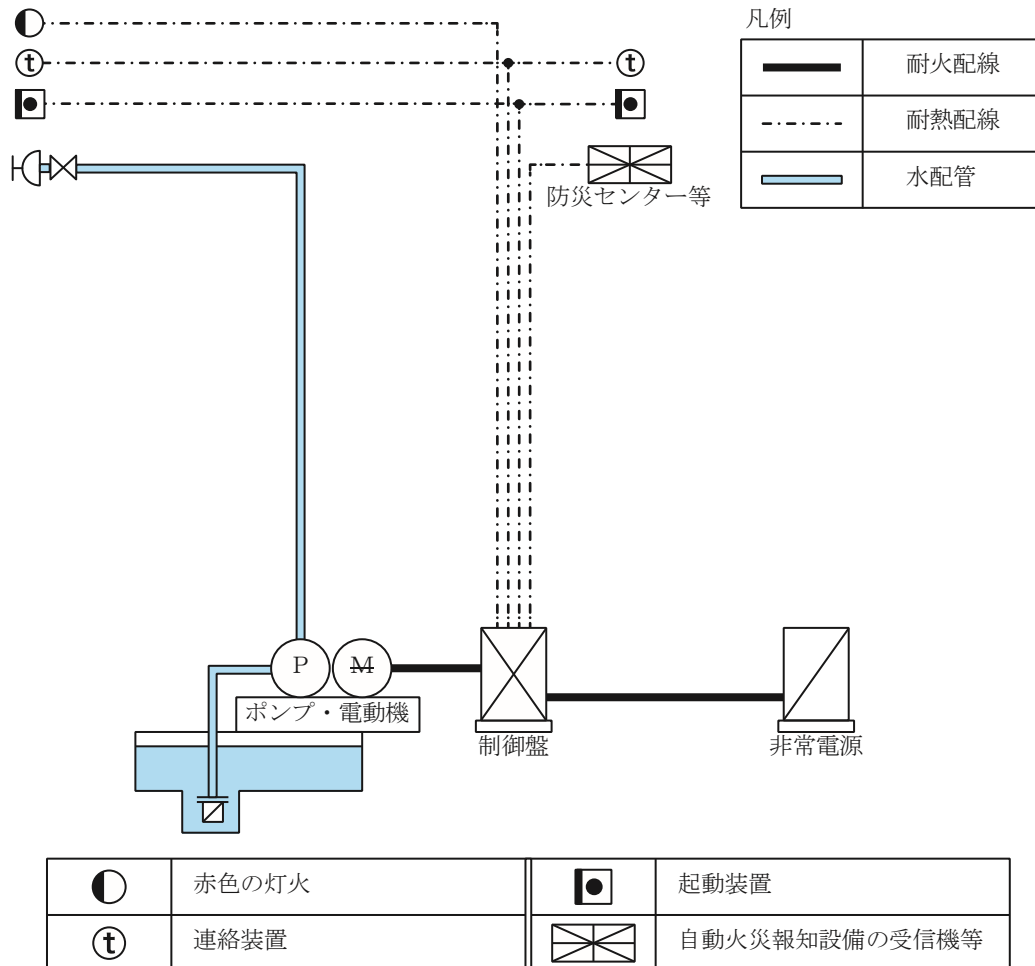 凡例
t
t
耐火配線
耐熱配線
水配管
防災センター等
P
M
ポンプ・電動機
制御盤
非常電源
赤色の灯火
起動装置
t
連絡装置
自動火災報知設備の受信機等